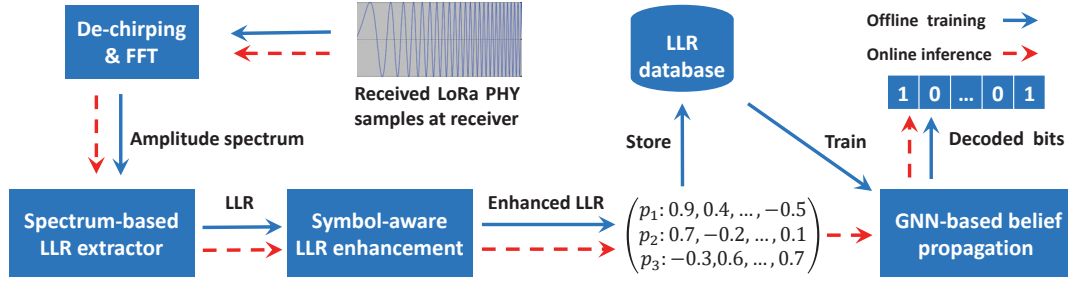 De-chirping
& FFT
Received LoRa PHY
samples at receiver
LLR
database
Offline training
Online inference
1 0 ... 0 1
Amplitude spectrum
Store
Train
Decoded bits
Spectrum-based
LLR extractor
LLR
Symbol-aware
LLR enhancement
Enhanced LLR
p₁: 0.9, 0.4, ... , −0.5
p₂: 0.7, −0.2, ... , 0.1
p₃: −0.3,0.6, ... , 0.7
GNN-based belief
propagation